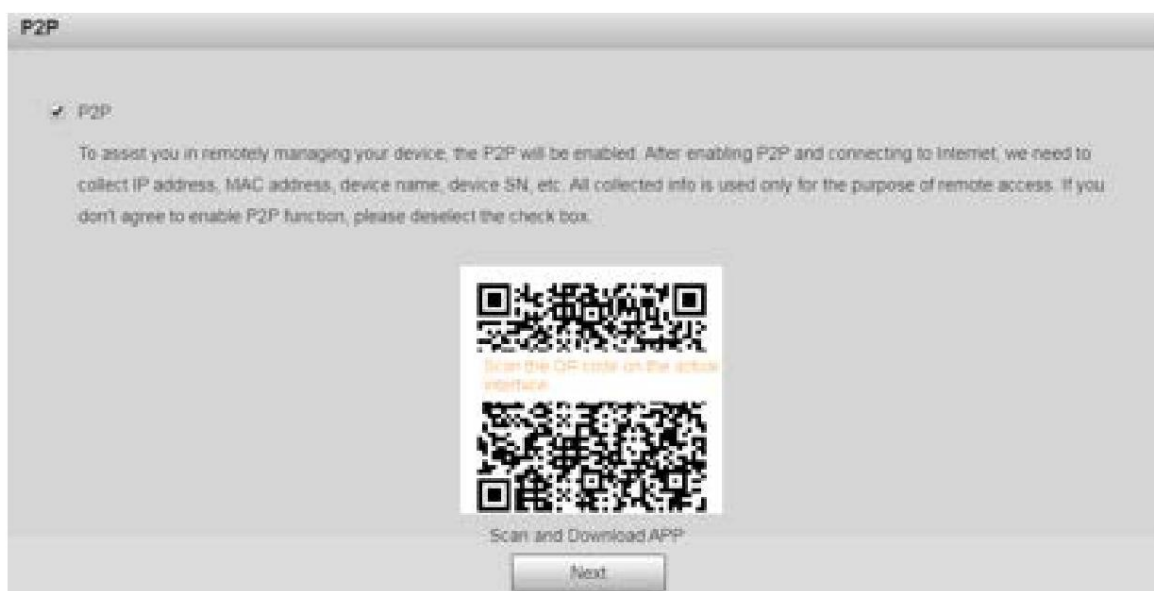 P2P
P2P
To assist you in remotely managing your device, the P2P will be enabled. After enabling P2P and connecting to Internet, we need to
collect IP address, MAC address, device name, device SN, etc. All collected info is used only for the purpose of remote access. If you
don't agree to enable P2P function, please deselect the check box.
Scan the QR code on the actual
interface
Scan and Download APP
Next